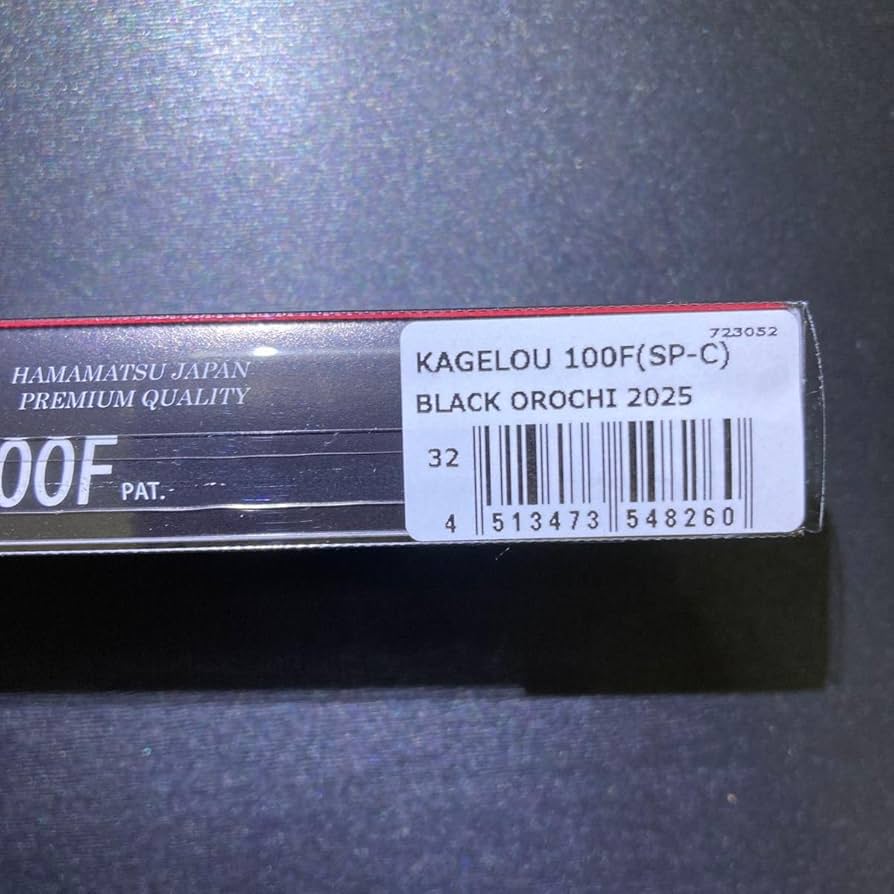 HAMAMATSU JAPAN
PREMIUM QUALITY
00F PAT.
723052
KAGELOU 100F(SP-C)
BLACK OROCHI 2025
32
4 513473 548260